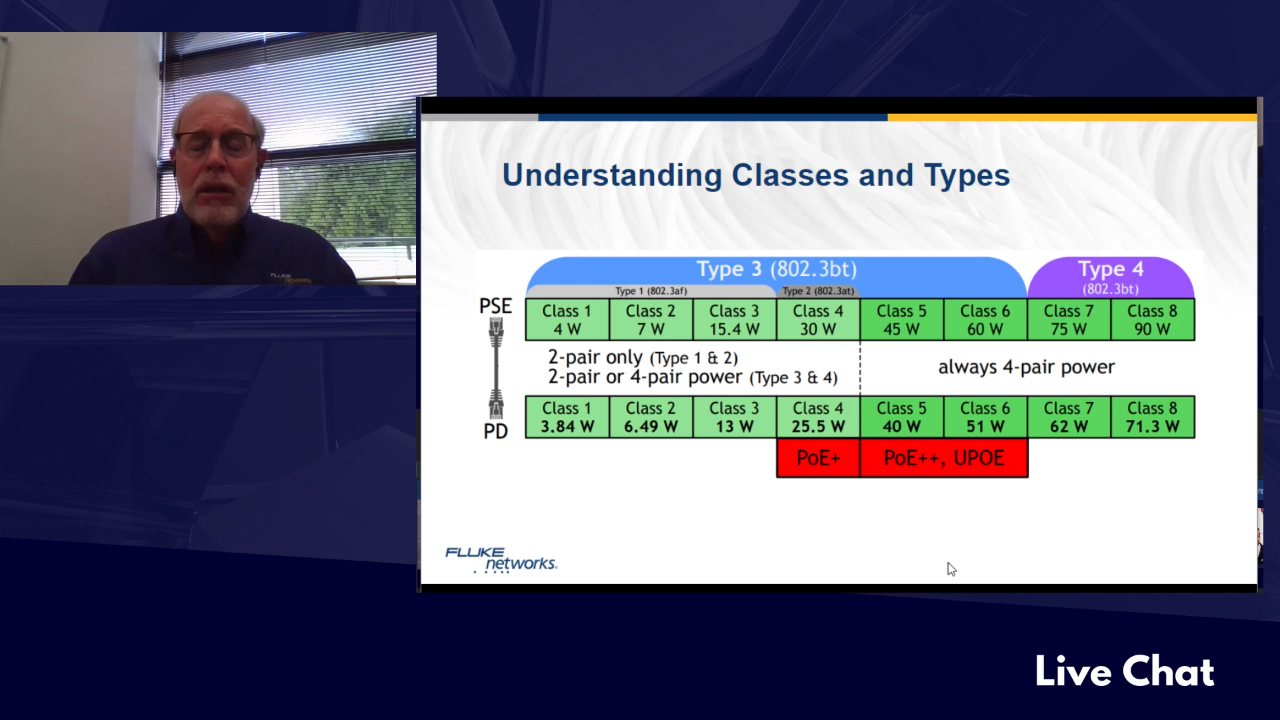 Understanding Classes and Types
Type 3 (802.3bt)
Type 4
(802.3bt)
Type 1 (802.3af)
Type 2 (802.3at)
PSE
Class 1
4 W
Class 2
7 W
Class 3
15.4 W
Class 4
30 W
Class 5
45 W
Class 6
60 W
Class 7
75 W
Class 8
90 W
2-pair only (Type 1 & 2)
2-pair or 4-pair power (Type 3 & 4)
always 4-pair power
PD
Class 1
3.84 W
Class 2
6.49 W
Class 3
13 W
Class 4
25.5 W
Class 5
40 W
Class 6
51 W
Class 7
62 W
Class 8
71.3 W
PoE+
PoE++, UPOE
FLUKE
networks.
FLUKE
networks
Live Chat